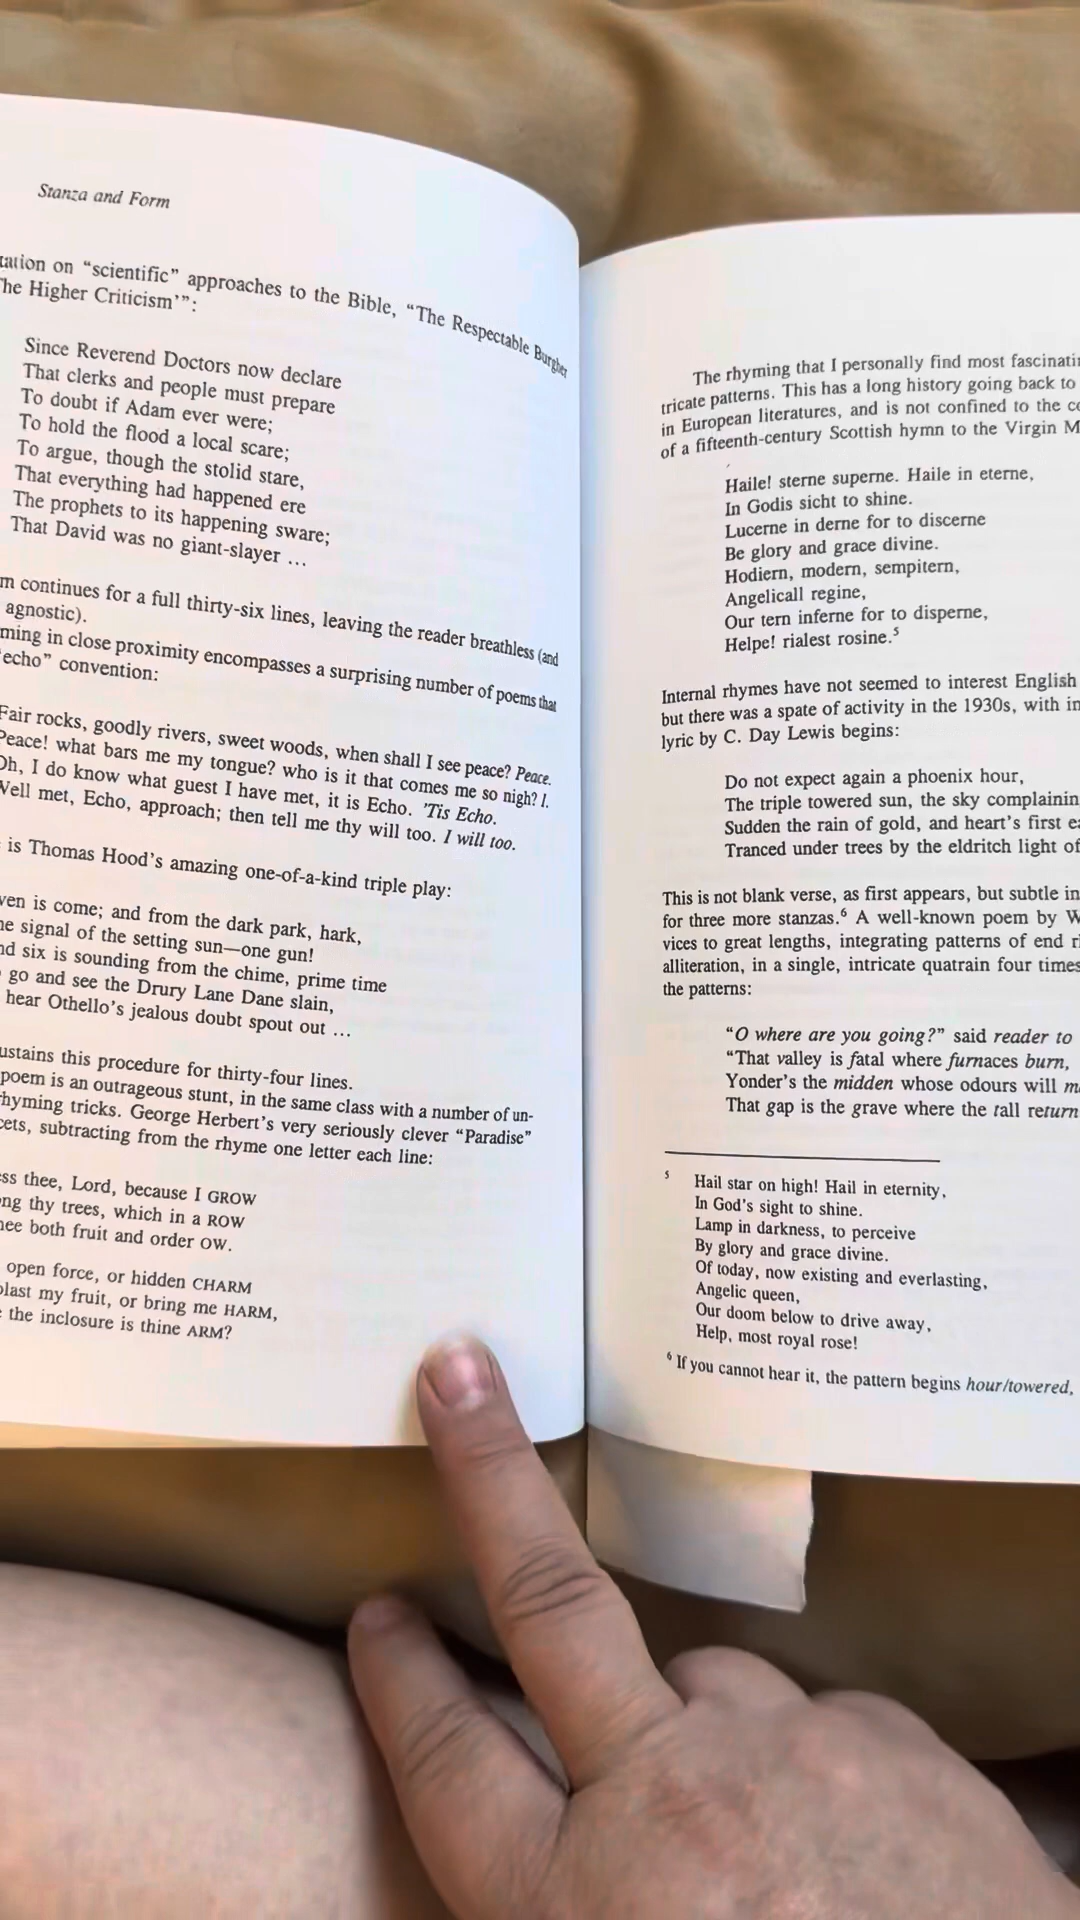 Stanza and Form
tation on “scientific” approaches to the Bible, “The Respectable Burgher
The Higher Criticism’”:
Since Reverend Doctors now declare
That clerks and people must prepare
To doubt if Adam ever were;
To hold the flood a local scare;
To argue, though the stolid stare,
That everything had happened ere
The prophets to its happening sware;
That David was no giant-slayer ...
m continues for a full thirty-six lines, leaving the reader breathless (and
agnostic).
ming in close proximity encompasses a surprising number of poems that
“echo” convention:
Fair rocks, goodly rivers, sweet woods, when shall I see peace? Peace.
Peace! what bars me my tongue? who is it that comes me so nigh? I.
Oh, I do know what guest I have met, it is Echo. ’Tis Echo.
Well met, Echo, approach; then tell me thy will too. I will too.
is Thomas Hood’s amazing one-of-a-kind triple play:
ven is come; and from the dark park, hark,
he signal of the setting sun—one gun!
nd six is sounding from the chime, prime time
go and see the Drury Lane Dane slain,
hear Othello’s jealous doubt spout out ...
ustains this procedure for thirty-four lines.
poem is an outrageous stunt, in the same class with a number of un-
rhyming tricks. George Herbert’s very seriously clever “Paradise”
cets, subtracting from the rhyme one letter each line:
ss thee, Lord, because I GROW
ng thy trees, which in a ROW
hee both fruit and order OW.
open force, or hidden CHARM
blast my fruit, or bring me HARM,
the inclosure is thine ARM?
The rhyming that I personally find most fascinati
tricate patterns. This has a long history going back to
in European literatures, and is not confined to the co
of a fifteenth-century Scottish hymn to the Virgin M
Haile! sterne superne. Haile in eterne,
In Godis sicht to shine.
Lucerne in derne for to discerne
Be glory and grace divine.
Hodiern, modern, sempitern,
Angelicall regine,
Our tern inferne for to disperne,
Helpe! rialest rosine.5
Internal rhymes have not seemed to interest English
but there was a spate of activity in the 1930s, with in
lyric by C. Day Lewis begins:
Do not expect again a phoenix hour,
The triple towered sun, the sky complainin
Sudden the rain of gold, and heart’s first ea
Tranced under trees by the eldritch light of
This is not blank verse, as first appears, but subtle in
for three more stanzas.6 A well-known poem by W
vices to great lengths, integrating patterns of end ri
alliteration, in a single, intricate quatrain four times
the patterns:
“O where are you going?” said reader to
“That valley is fatal where furnaces burn,
Yonder’s the midden whose odours will m
That gap is the grave where the tall return
5 Hail star on high! Hail in eternity,
In God’s sight to shine.
Lamp in darkness, to perceive
By glory and grace divine.
Of today, now existing and everlasting,
Angelic queen,
Our doom below to drive away,
Help, most royal rose!
6 If you cannot hear it, the pattern begins hour/towered,